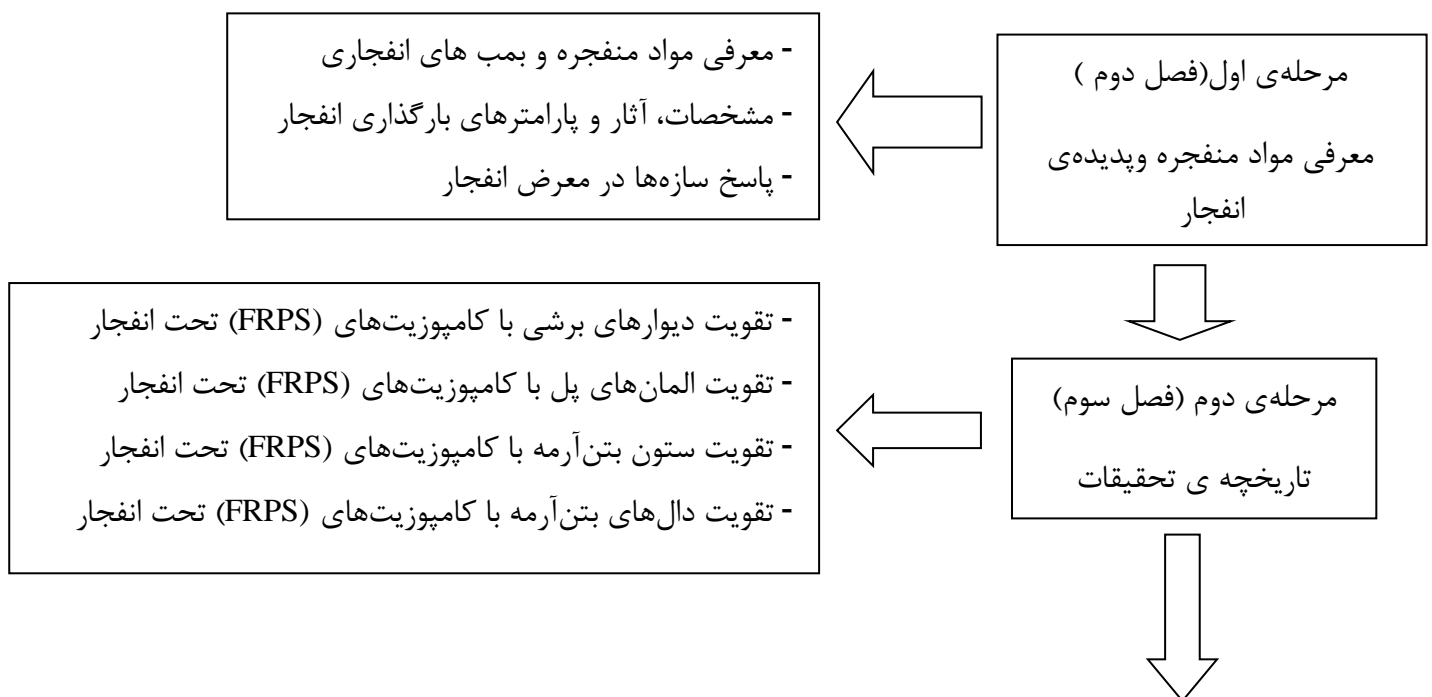 مرحله‌ی اول(فصل دوم )
معرفی مواد منفجره وپدیده‌ی
انفجار
- معرفی مواد منفجره و بمب های انفجاری
- مشخصات، آثار و پارامترهای بارگذاری انفجار
- پاسخ سازه‌ها در معرض انفجار
مرحله‌ی دوم (فصل سوم)
تاریخچه ی تحقیقات
- تقویت دیوارهای برشی با کامپوزیت‌های (FRPS) تحت انفجار
- تقویت المان‌های پل با کامپوزیت‌های (FRPS) تحت انفجار
- تقویت ستون بتن‌آرمه با کامپوزیت‌های (FRPS) تحت انفجار
- تقویت دال‌های بتن‌آرمه با کامپوزیت‌های (FRPS) تحت انفجار